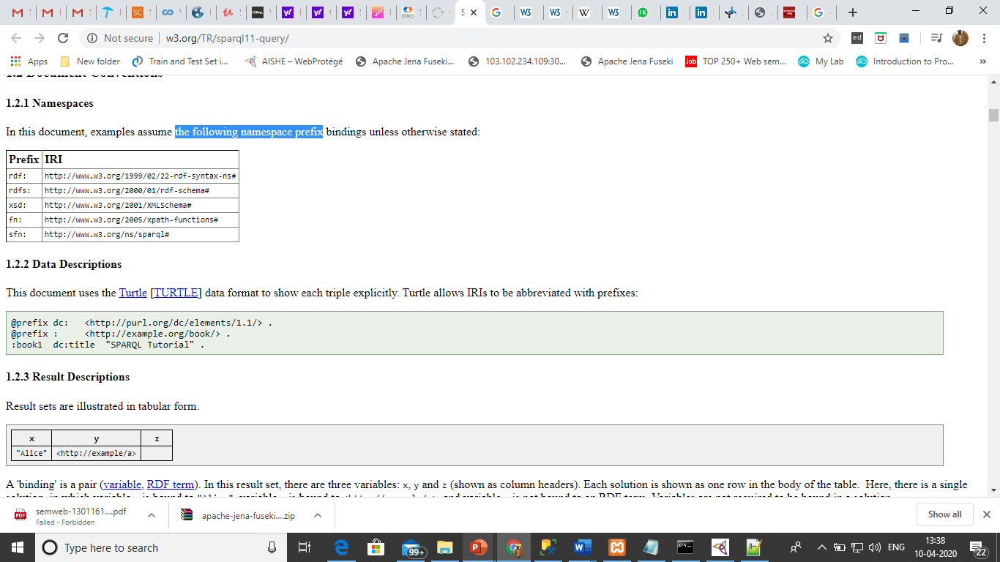 Not secure | w3.org/TR/sparql11-query/
Apps New folder Train and Test Set i... AISHE – WebProtégé Apache Jena Fuseki... 103.102.234.109:30... Apache Jena Fuseki TOP 250+ Web sem... My Lab Introduction to Pro... »
1.2 Document Conventions
1.2.1 Namespaces
In this document, examples assume the following namespace prefix bindings unless otherwise stated:
Prefix IRI
rdf: http://www.w3.org/1999/02/22-rdf-syntax-ns#
rdfs: http://www.w3.org/2000/01/rdf-schema#
xsd: http://www.w3.org/2001/XMLSchema#
fn: http://www.w3.org/2005/xpath-functions#
sfn: http://www.w3.org/ns/sparql#
1.2.2 Data Descriptions
This document uses the Turtle [TURTLE] data format to show each triple explicitly. Turtle allows IRIs to be abbreviated with prefixes:
@prefix dc: <http://purl.org/dc/elements/1.1/> .
@prefix : <http://example.org/book/> .
:book1 dc:title "SPARQL Tutorial" .
1.2.3 Result Descriptions
Result sets are illustrated in tabular form.
x y z
"Alice" <http://example/a>
A 'binding' is a pair (variable, RDF term). In this result set, there are three variables: x, y and z (shown as column headers). Each solution is shown as one row in the body of the table. Here, there is a single
semweb-1301161....pdf
Failed - Forbidden
apache-jena-fuseki....zip
Show all
Type here to search
99+
ENG
13:38
10-04-2020
22